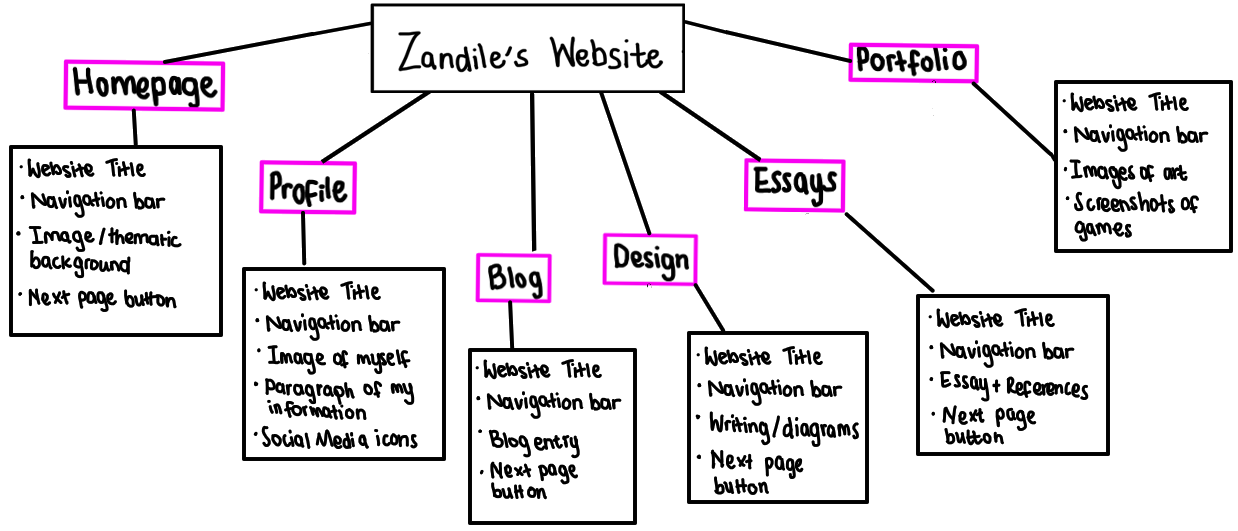 Zandile's Website
Homepage
· Website Title
· Navigation bar
· Image/thematic
background
· Next page button
Profile
· Website Title
· Navigation bar
· Image of myself
· Paragraph of my
information
· Social Media icons
Blog
· Website Title
· Navigation bar
· Blog entry
· Next page
button
Design
· Website Title
· Navigation bar
· Writing/diagrams
· Next page
button
Essays
· Website Title
· Navigation bar
· Essay + References
· Next page
button
Portfolio
· Website Title
· Navigation bar
· Images of art
· Screenshots of
games